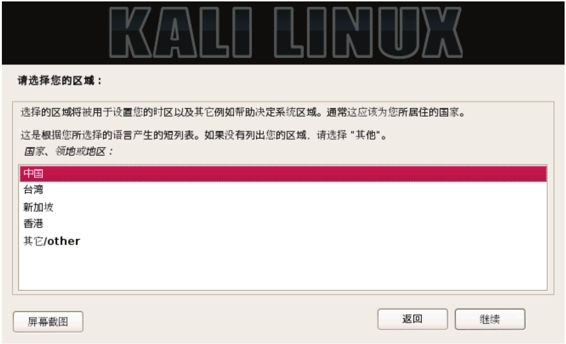 KALI LINUX
请选择您的区域：
选择的区域将被用于设置您的时区以及其它例如帮助决定系统区域。通常这应该为您所居住的国家。
这是根据您所选择的语言产生的短列表。如果没有列出您的区域，请选择 "其他"。
国家、领地或地区：
中国
台湾
新加坡
香港
其它/other
屏幕截图
返回
继续